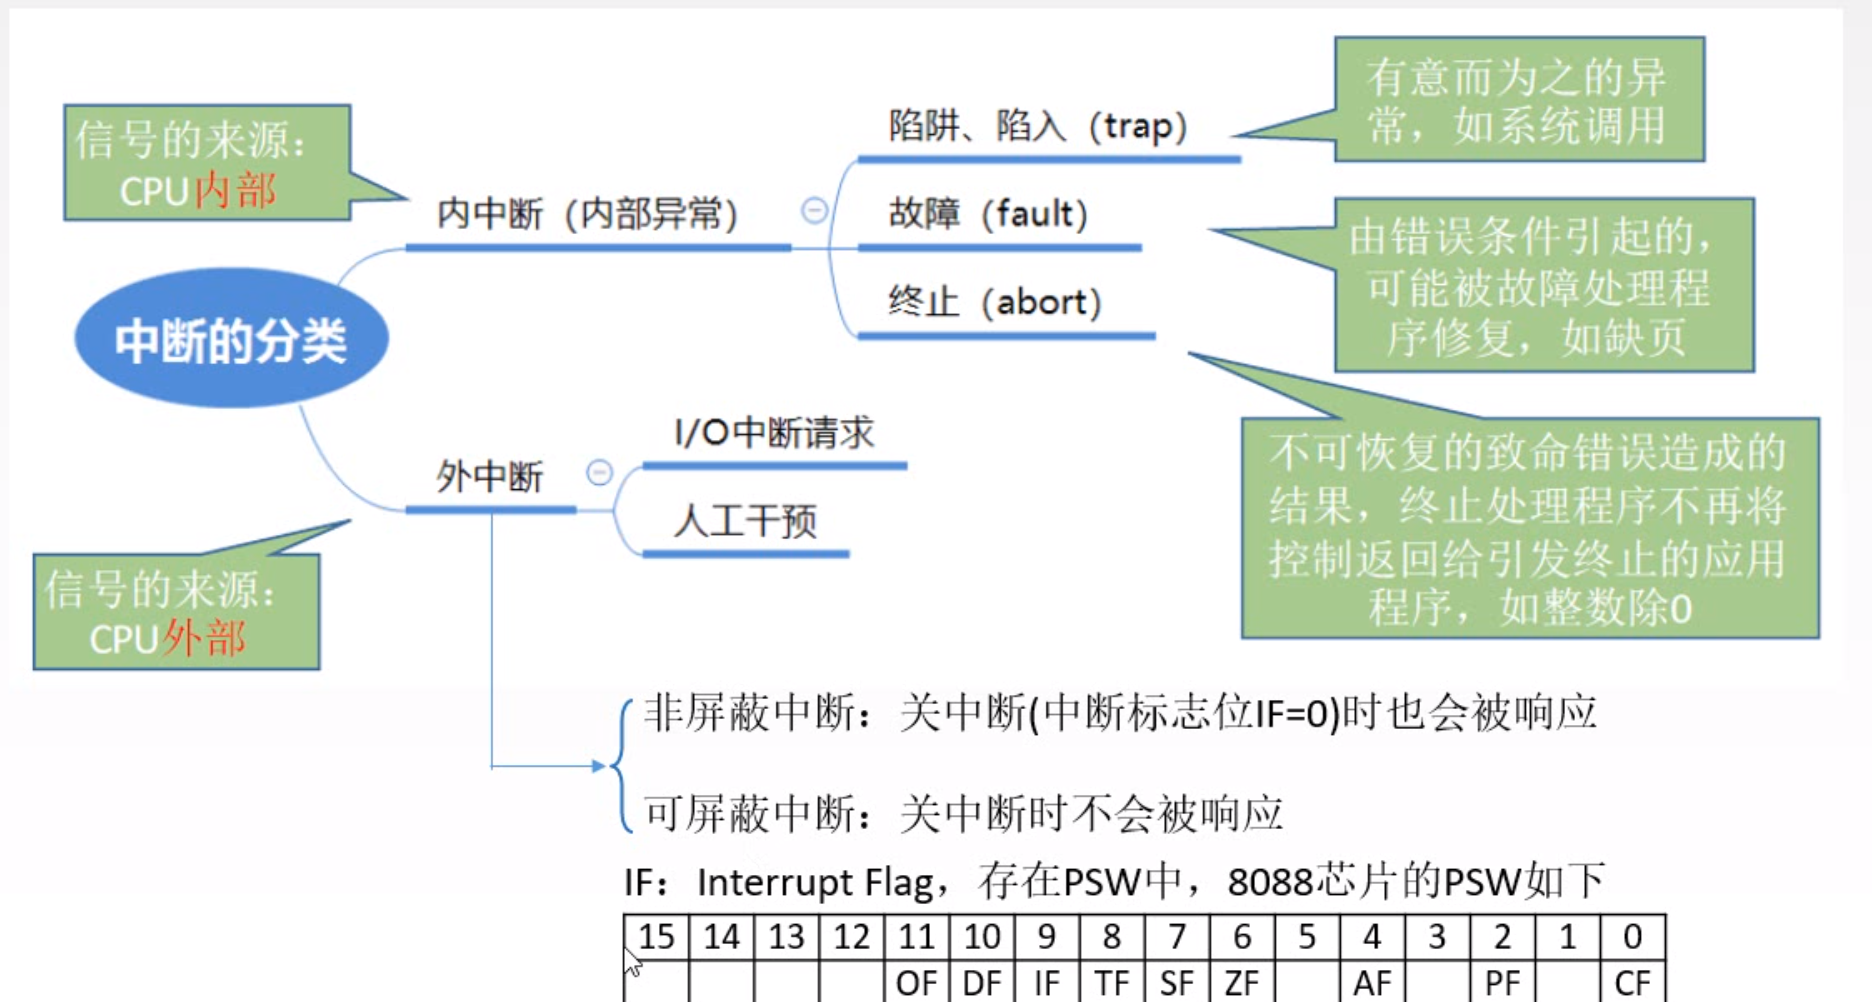 信号的来源：
CPU内部
中断的分类
内中断（内部异常）
陷阱、陷入（trap）
有意而为之的异
常，如系统调用
故障（fault）
由错误条件引起的，
可能被故障处理程
序修复，如缺页
终止（abort）
不可恢复的致命错误造成的
结果，终止处理程序不再将
控制返回给引发终止的应用
程序，如整数除0
外中断
I/O中断请求
人工干预
信号的来源：
CPU外部
非屏蔽中断：关中断(中断标志位IF=0)时也会被响应
可屏蔽中断：关中断时不会被响应
IF：Interrupt Flag，存在PSW中，8088芯片的PSW如下
15 14 13 12 11 10 9 8 7 6 5 4 3 2 1 0
OF DF IF TF SF ZF AF PF CF